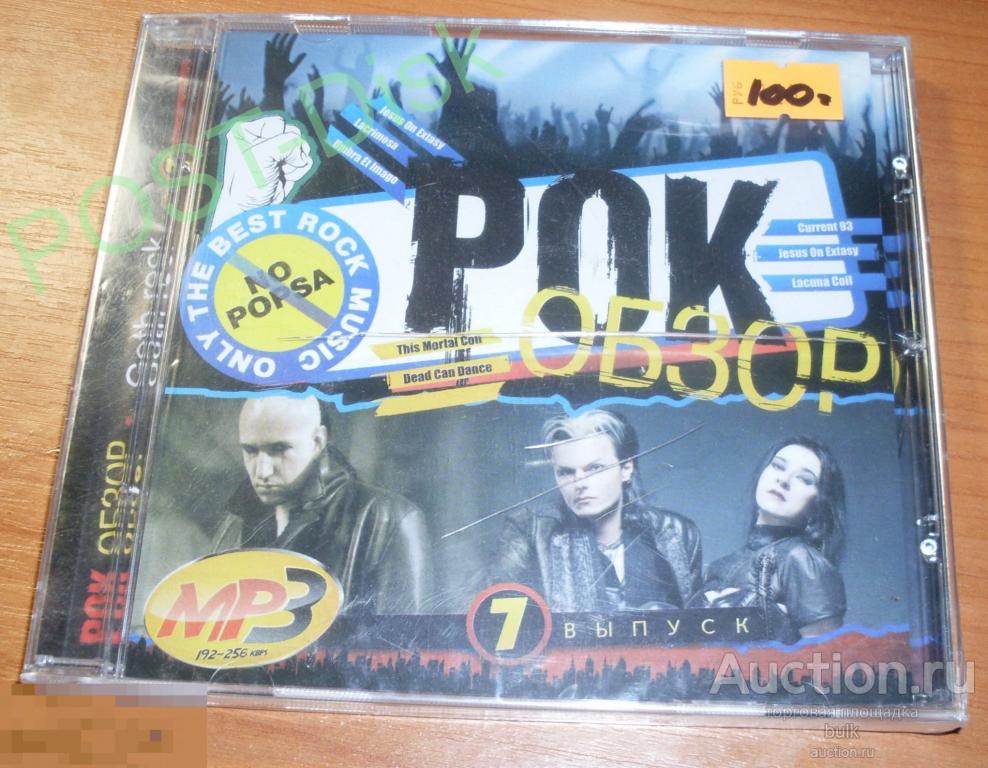 POST-Disk
РУБ 100=
Jesus On Extasy
Lacrimosa
Umbra Et Imago
РОК
ОБЗОР
ONLY THE BEST ROCK MUSIC
NO
POPSA
Current 93
Jesus On Extasy
Lacuna Coil
This Mortal Coil
Dead Can Dance
РОК ОБЗОР Goth rock
MP3
192-256 KBPS
7 ВЫПУСК
Auction.ru
торговая площадка
bulk
auction.ru